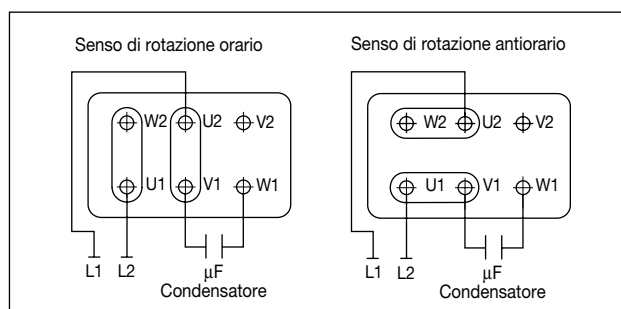 Senso di rotazione orario
W2 U2 V2
U1 V1 W1
L1 L2
µF
Condensatore
Senso di rotazione antiorario
W2 U2 V2
U1 V1 W1
L1 L2
µF
Condensatore